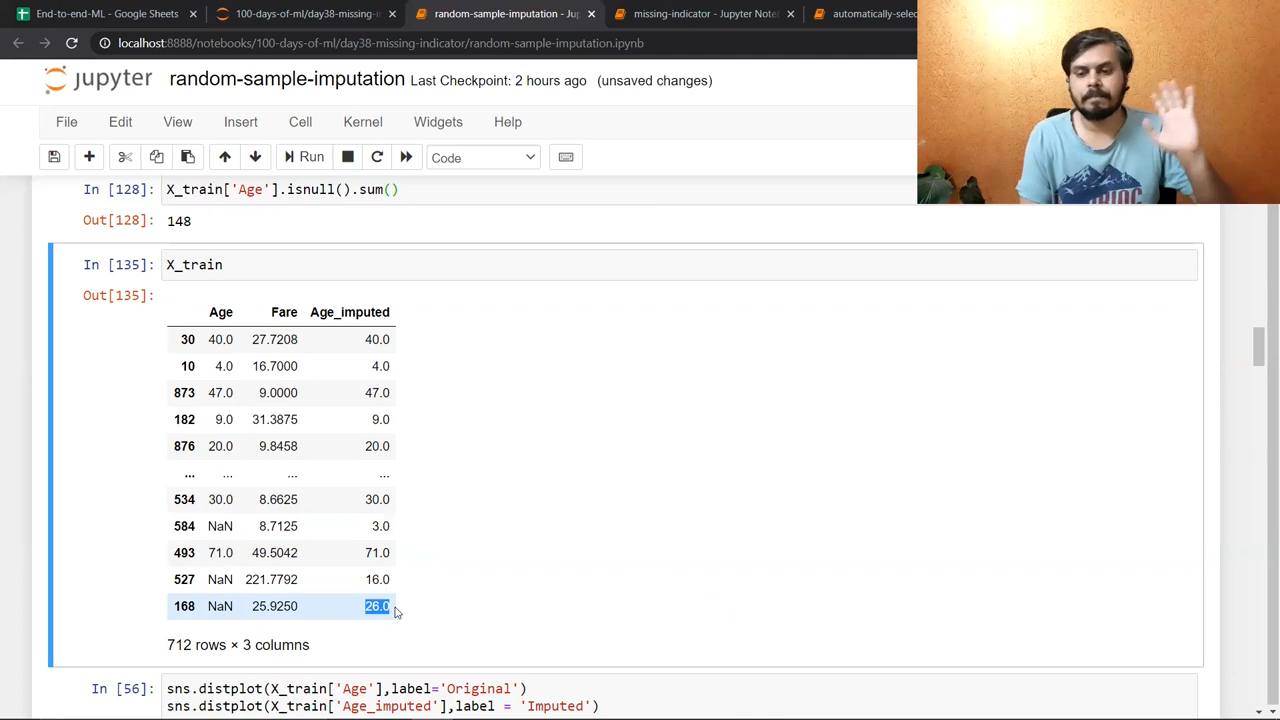 End-to-end-ML - Google Sheets
100-days-of-ml/day38-missing-i
random-sample-imputation - Jup
missing-indicator - Jupyter Note
automatically-selec
localhost:8888/notebooks/100-days-of-ml/day38-missing-indicator/random-sample-imputation.ipynb
jupyter random-sample-imputation Last Checkpoint: 2 hours ago (unsaved changes)
File Edit View Insert Cell Kernel Widgets Help
Run Code
In [128]: X_train['Age'].isnull().sum()
Out[128]: 148
In [135]: X_train
Out[135]:
Age Fare Age_imputed
30 40.0 27.7208 40.0
10 4.0 16.7000 4.0
873 47.0 9.0000 47.0
182 9.0 31.3875 9.0
876 20.0 9.8458 20.0
... ... ... ...
534 30.0 8.6625 30.0
584 NaN 8.7125 3.0
493 71.0 49.5042 71.0
527 NaN 221.7792 16.0
168 NaN 25.9250 26.0
712 rows × 3 columns
In [56]: sns.distplot(X_train['Age'],label='Original')
sns.distplot(X_train['Age_imputed'],label = 'Imputed')